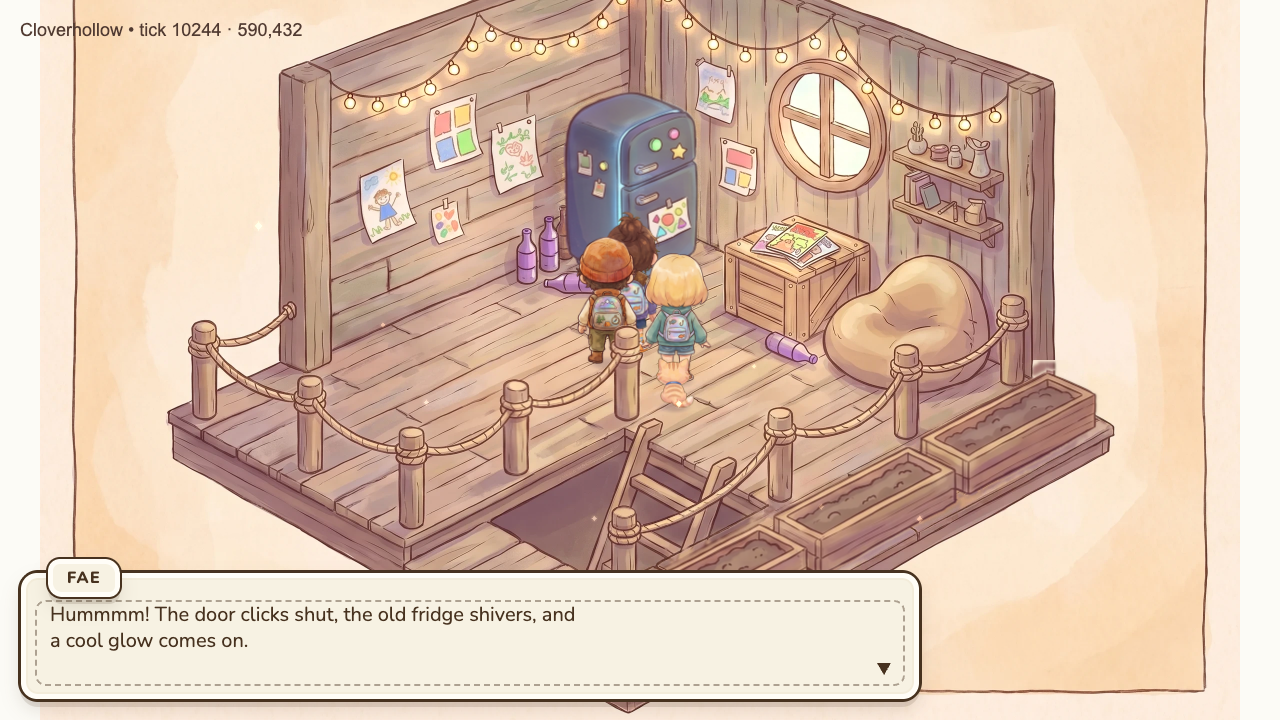 Cloverhollow • tick 10244 · 590,432
FAE
Hummmm! The door clicks shut, the old fridge shivers, and
a cool glow comes on.